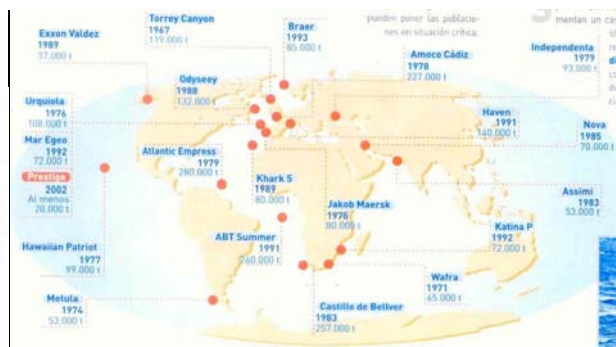 pueden poner las poblacio-
nes en situación crítica.
mentan un cas
Torrey Canyon
1967
119.000 t
Braer
1993
85.000 t
Exxon Valdez
1989
37.000 t
Amoco Cádiz
1978
227.000 t
Independenta
1979
93.000 t
Odyseey
1988
132.000 t
Urquiola
1976
108.000 t
Haven
1991
140.000 t
Nova
1985
70.000 t
Mar Egeo
1992
72.000 t
Prestige
2002
Al menos
20.000 t
Atlantic Empress
1979
280.000 t
Khark 5
1989
80.000 t
Jakob Maersk
1976
80.000 t
Assimi
1983
53.000 t
Katina P
1992
72.000 t
ABT Summer
1991
260.000 t
Hawaiian Patriot
1977
99.000 t
Wafra
1971
65.000 t
Metula
1974
53.000 t
Castillo de Bellver
1983
257.000 t